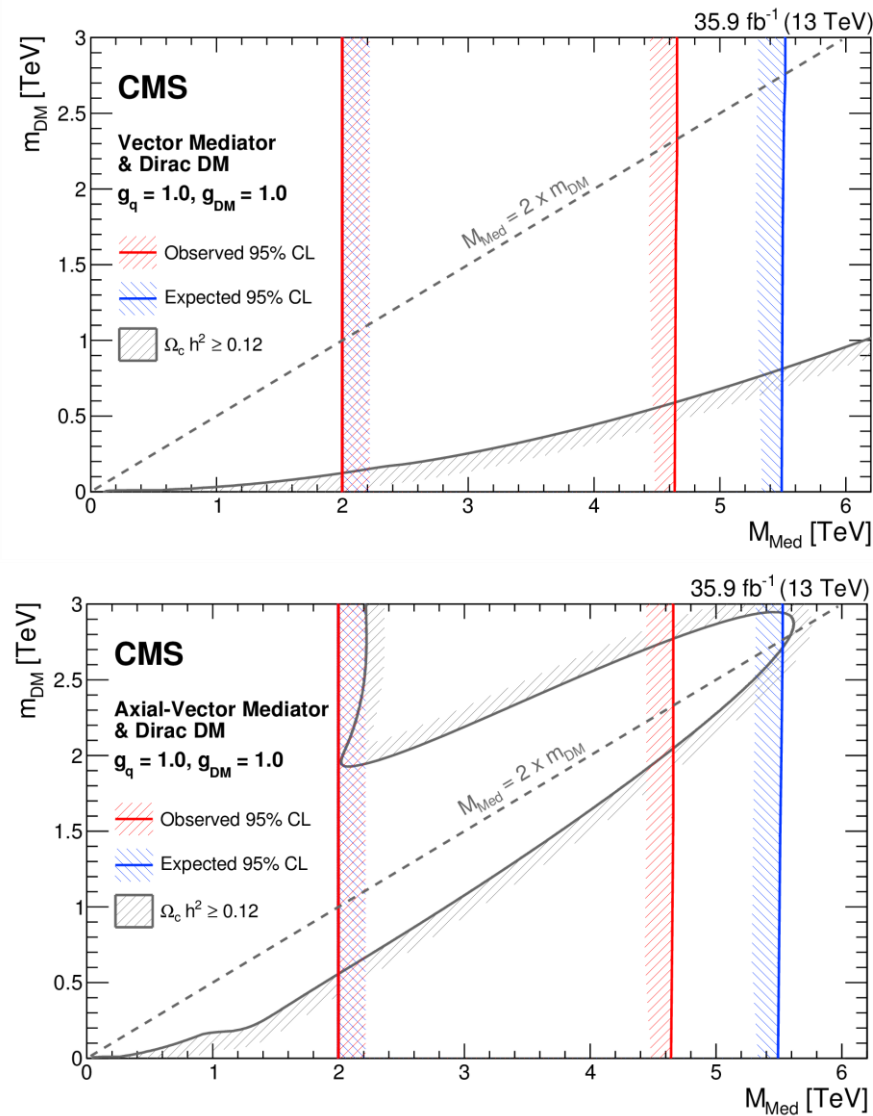 35.9 fb⁻¹ (13 TeV)
m_DM [TeV]
3
2.5
2
1.5
1
0.5
0
CMS
Vector Mediator
& Dirac DM
g_q = 1.0, g_DM = 1.0
Observed 95% CL
Expected 95% CL
Ω_c h² ≥ 0.12
M_Med = 2 x m_DM
0 1 2 3 4 5 6
M_Med [TeV]
35.9 fb⁻¹ (13 TeV)
m_DM [TeV]
3
2.5
2
1.5
1
0.5
0
CMS
Axial-Vector Mediator
& Dirac DM
g_q = 1.0, g_DM = 1.0
Observed 95% CL
Expected 95% CL
Ω_c h² ≥ 0.12
M_Med = 2 x m_DM
0 1 2 3 4 5 6
M_Med [TeV]